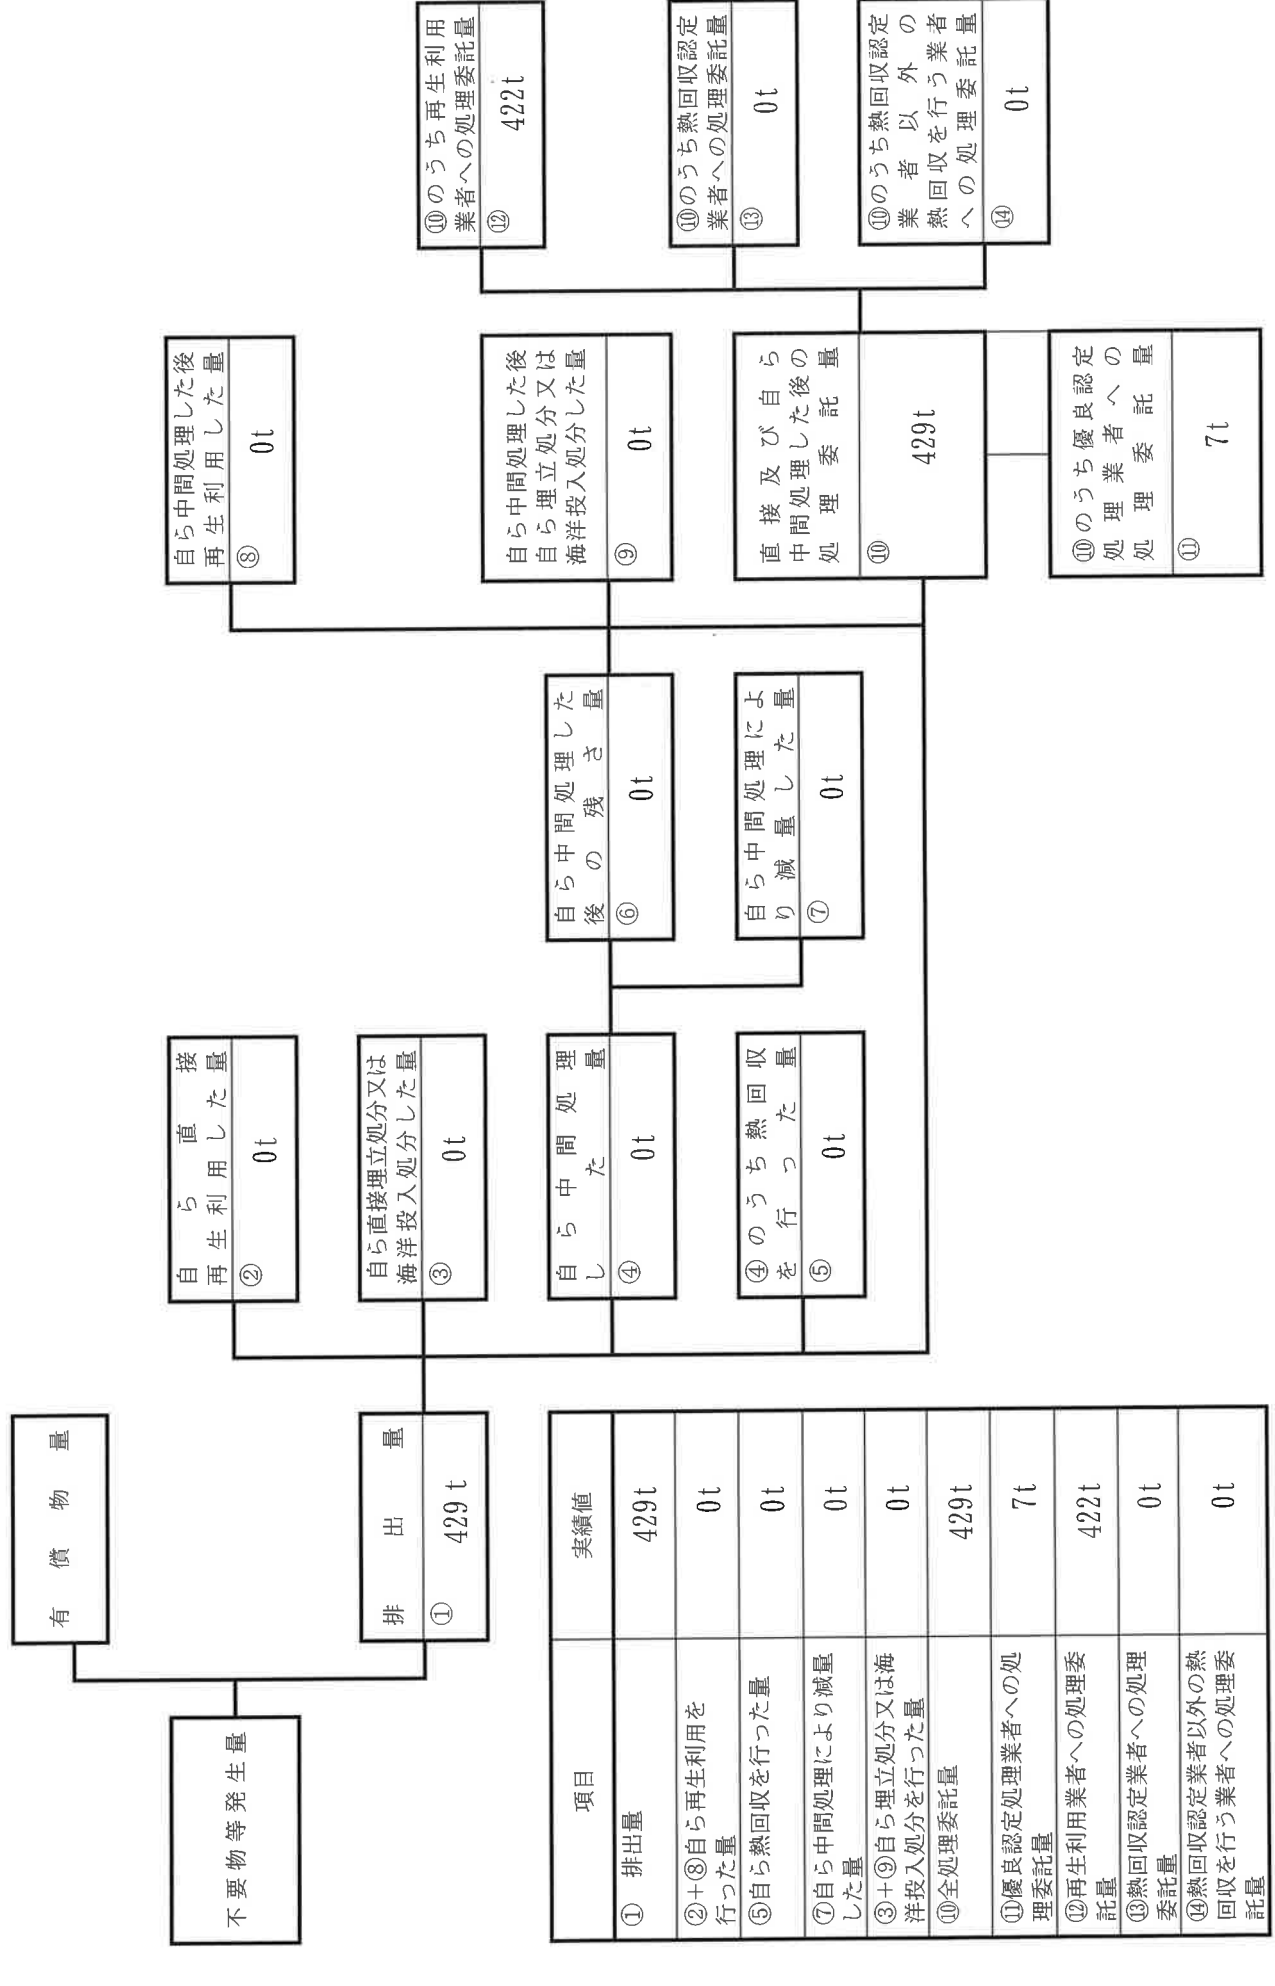 不要物等発生量
有償物量
排出量
① 429 t
自ら直接
再生利用した量
② 0t
自ら直接埋立処分又は
海洋投入処分した量
③ 0t
自ら中間処理
した量
④ 0t
④のうち熱回収
を行った量
⑤ 0t
自ら中間処理した
後の残さ量
⑥ 0t
自ら中間処理によ
り減量した量
⑦ 0t
自ら中間処理した後
再生利用した量
⑧ 0t
自ら中間処理した後
自ら埋立処分又は
海洋投入処分した量
⑨ 0t
直接及び自ら
中間処理した後の
処理委託量
⑩ 429t
⑩のうち優良認定
処理業者への
処理委託量
⑪ 7t
⑩のうち再生利用
業者への処理委託量
⑫ 422t
⑩のうち熱回収認定
業者への処理委託量
⑬ 0t
⑩のうち熱回収認定
業者以外の
熱回収を行う業者
への処理委託量
⑭ 0t
項目 実績値
① 排出量 429t
②+⑧自ら再生利用を
行った量 0t
⑤自ら熱回収を行った量 0t
⑦自ら中間処理により減量
した量 0t
③+⑨自ら埋立処分又は海
洋投入処分を行った量 0t
⑩全処理委託量 429t
⑪優良認定処理業者への処
理委託量 7t
⑫再生利用業者への処理委
託量 422t
⑬熱回収認定業者への処理
委託量 0t
⑭熱回収認定業者以外の熱
回収を行う業者への処理委
託量 0t